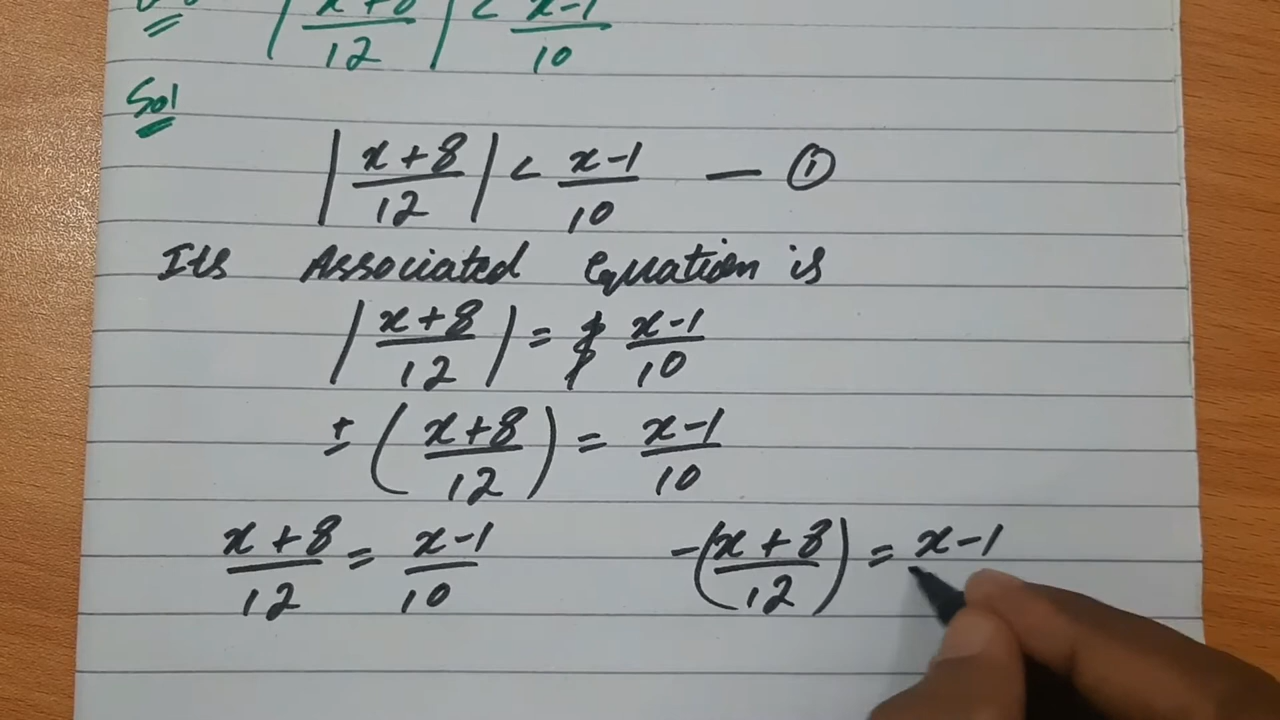 |x+8/12| < x-1/10
Sol
|x+8/12| < x-1/10 — ①
Its Associated equation is
|x+8/12| = x-1/10
± (x+8/12) = x-1/10
x+8/12 = x-1/10 -(x+8/12) = x-1